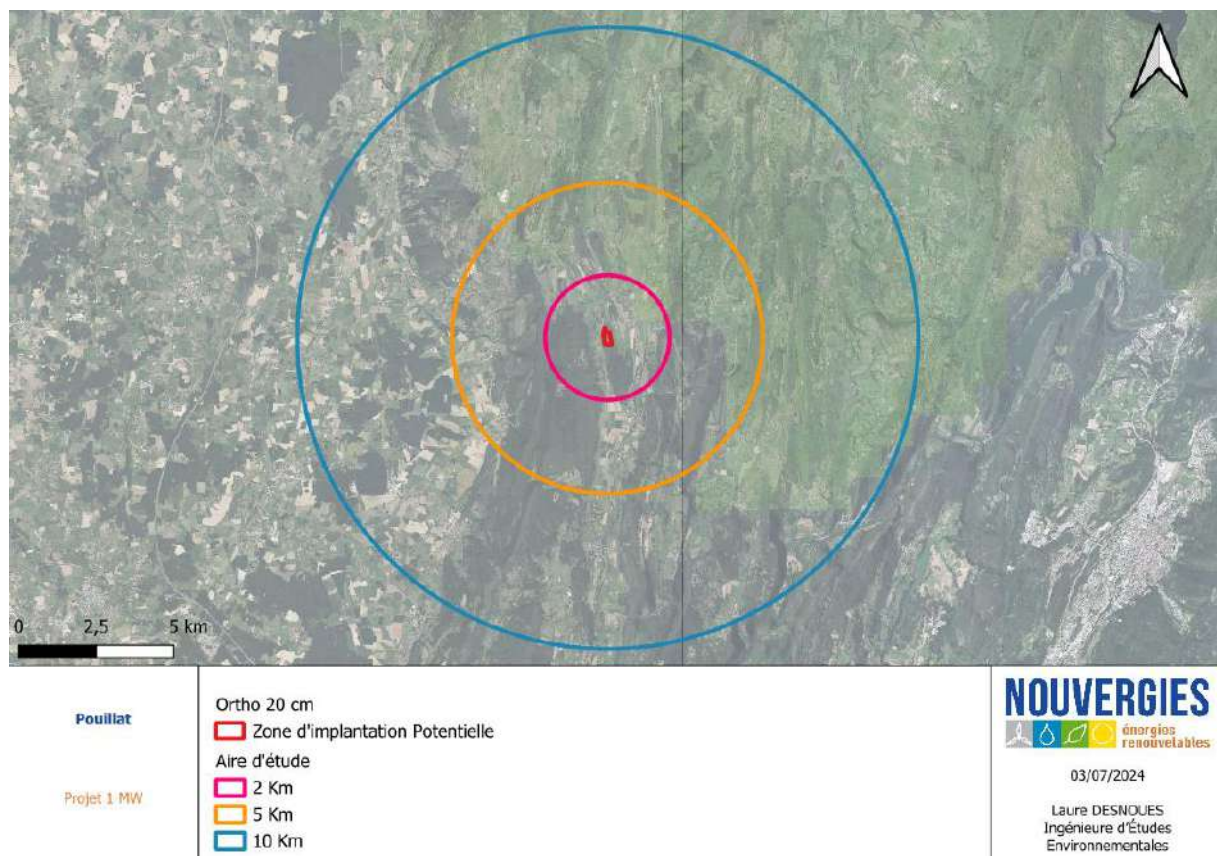 0 2,5 5 km
Pouillat
Projet 1 MW
Ortho 20 cm
Zone d'implantation Potentielle
Aire d'étude
2 Km
5 Km
10 Km
NOUVERGIES
énergies
renouvelables
03/07/2024
Laure DESNOUES
Ingénieure d'Études
Environnementales